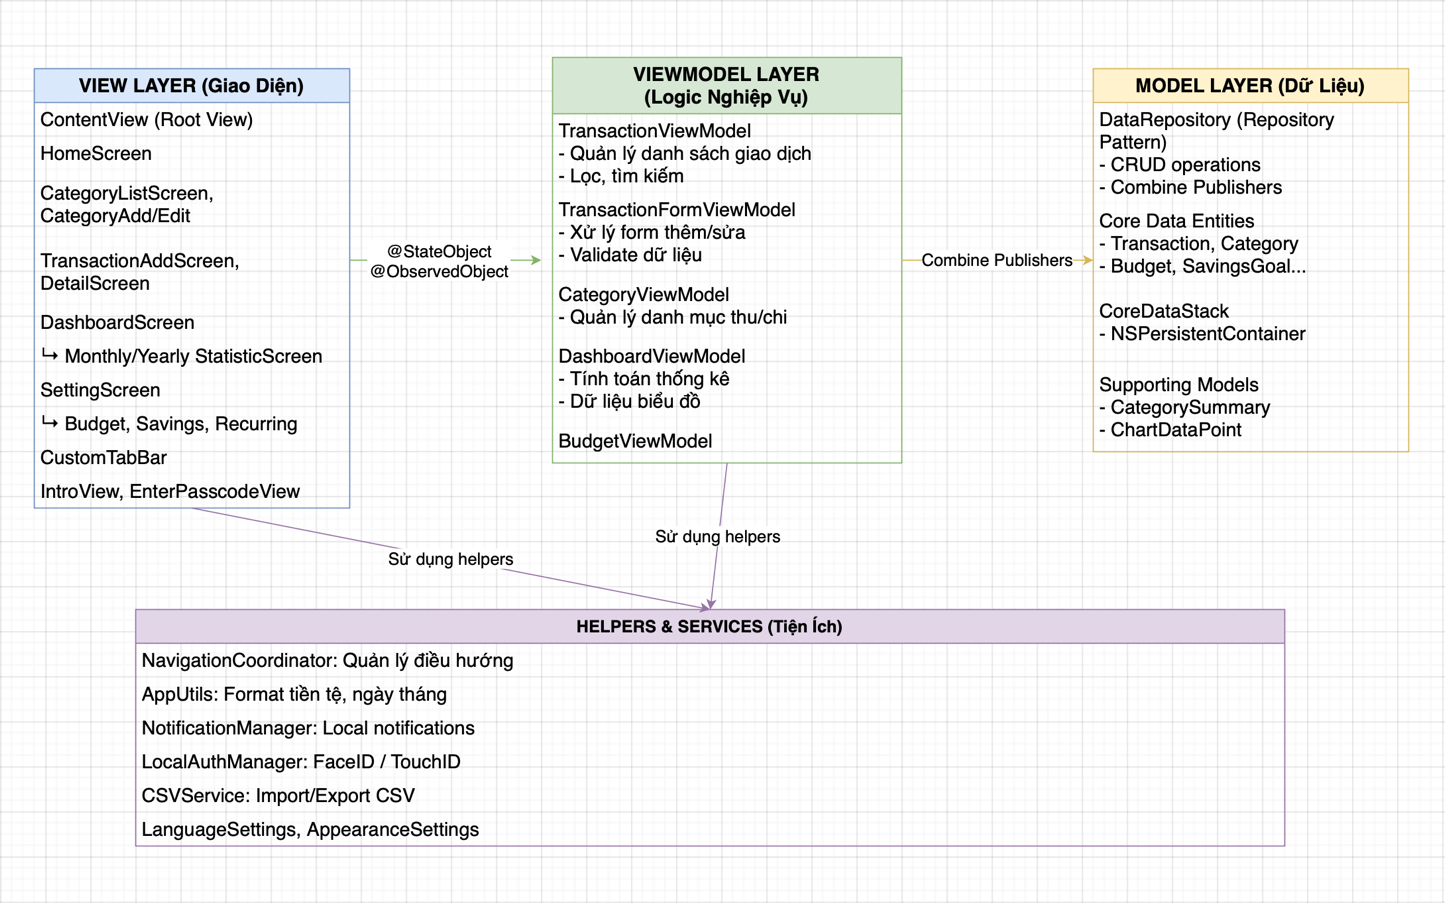 VIEW LAYER (Giao Diện)
ContentView (Root View)
HomeScreen
CategoryListScreen,
CategoryAdd/Edit
TransactionAddScreen,
DetailScreen
DashboardScreen
↳ Monthly/Yearly StatisticScreen
SettingScreen
↳ Budget, Savings, Recurring
CustomTabBar
IntroView, EnterPasscodeView
@StateObject
@ObservedObject
VIEWMODEL LAYER
(Logic Nghiệp Vụ)
TransactionViewModel
- Quản lý danh sách giao dịch
- Lọc, tìm kiếm
TransactionFormViewModel
- Xử lý form thêm/sửa
- Validate dữ liệu
CategoryViewModel
- Quản lý danh mục thu/chi
DashboardViewModel
- Tính toán thống kê
- Dữ liệu biểu đồ
BudgetViewModel
Combine Publishers
MODEL LAYER (Dữ Liệu)
DataRepository (Repository
Pattern)
- CRUD operations
- Combine Publishers
Core Data Entities
- Transaction, Category
- Budget, SavingsGoal...
CoreDataStack
- NSPersistentContainer
Supporting Models
- CategorySummary
- ChartDataPoint
Sử dụng helpers
Sử dụng helpers
HELPERS & SERVICES (Tiện Ích)
NavigationCoordinator: Quản lý điều hướng
AppUtils: Format tiền tệ, ngày tháng
NotificationManager: Local notifications
LocalAuthManager: FaceID / TouchID
CSVService: Import/Export CSV
LanguageSettings, AppearanceSettings